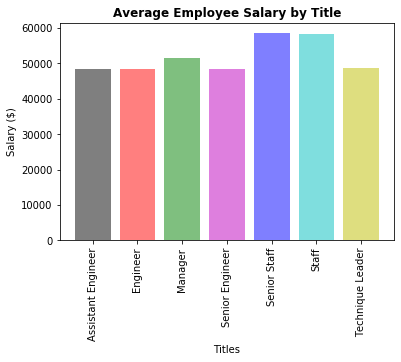 Average Employee Salary by Title
60000
50000
40000
30000
20000
10000
0
Salary ($)
Assistant Engineer
Engineer
Manager
Senior Engineer
Senior Staff
Staff
Technique Leader
Titles